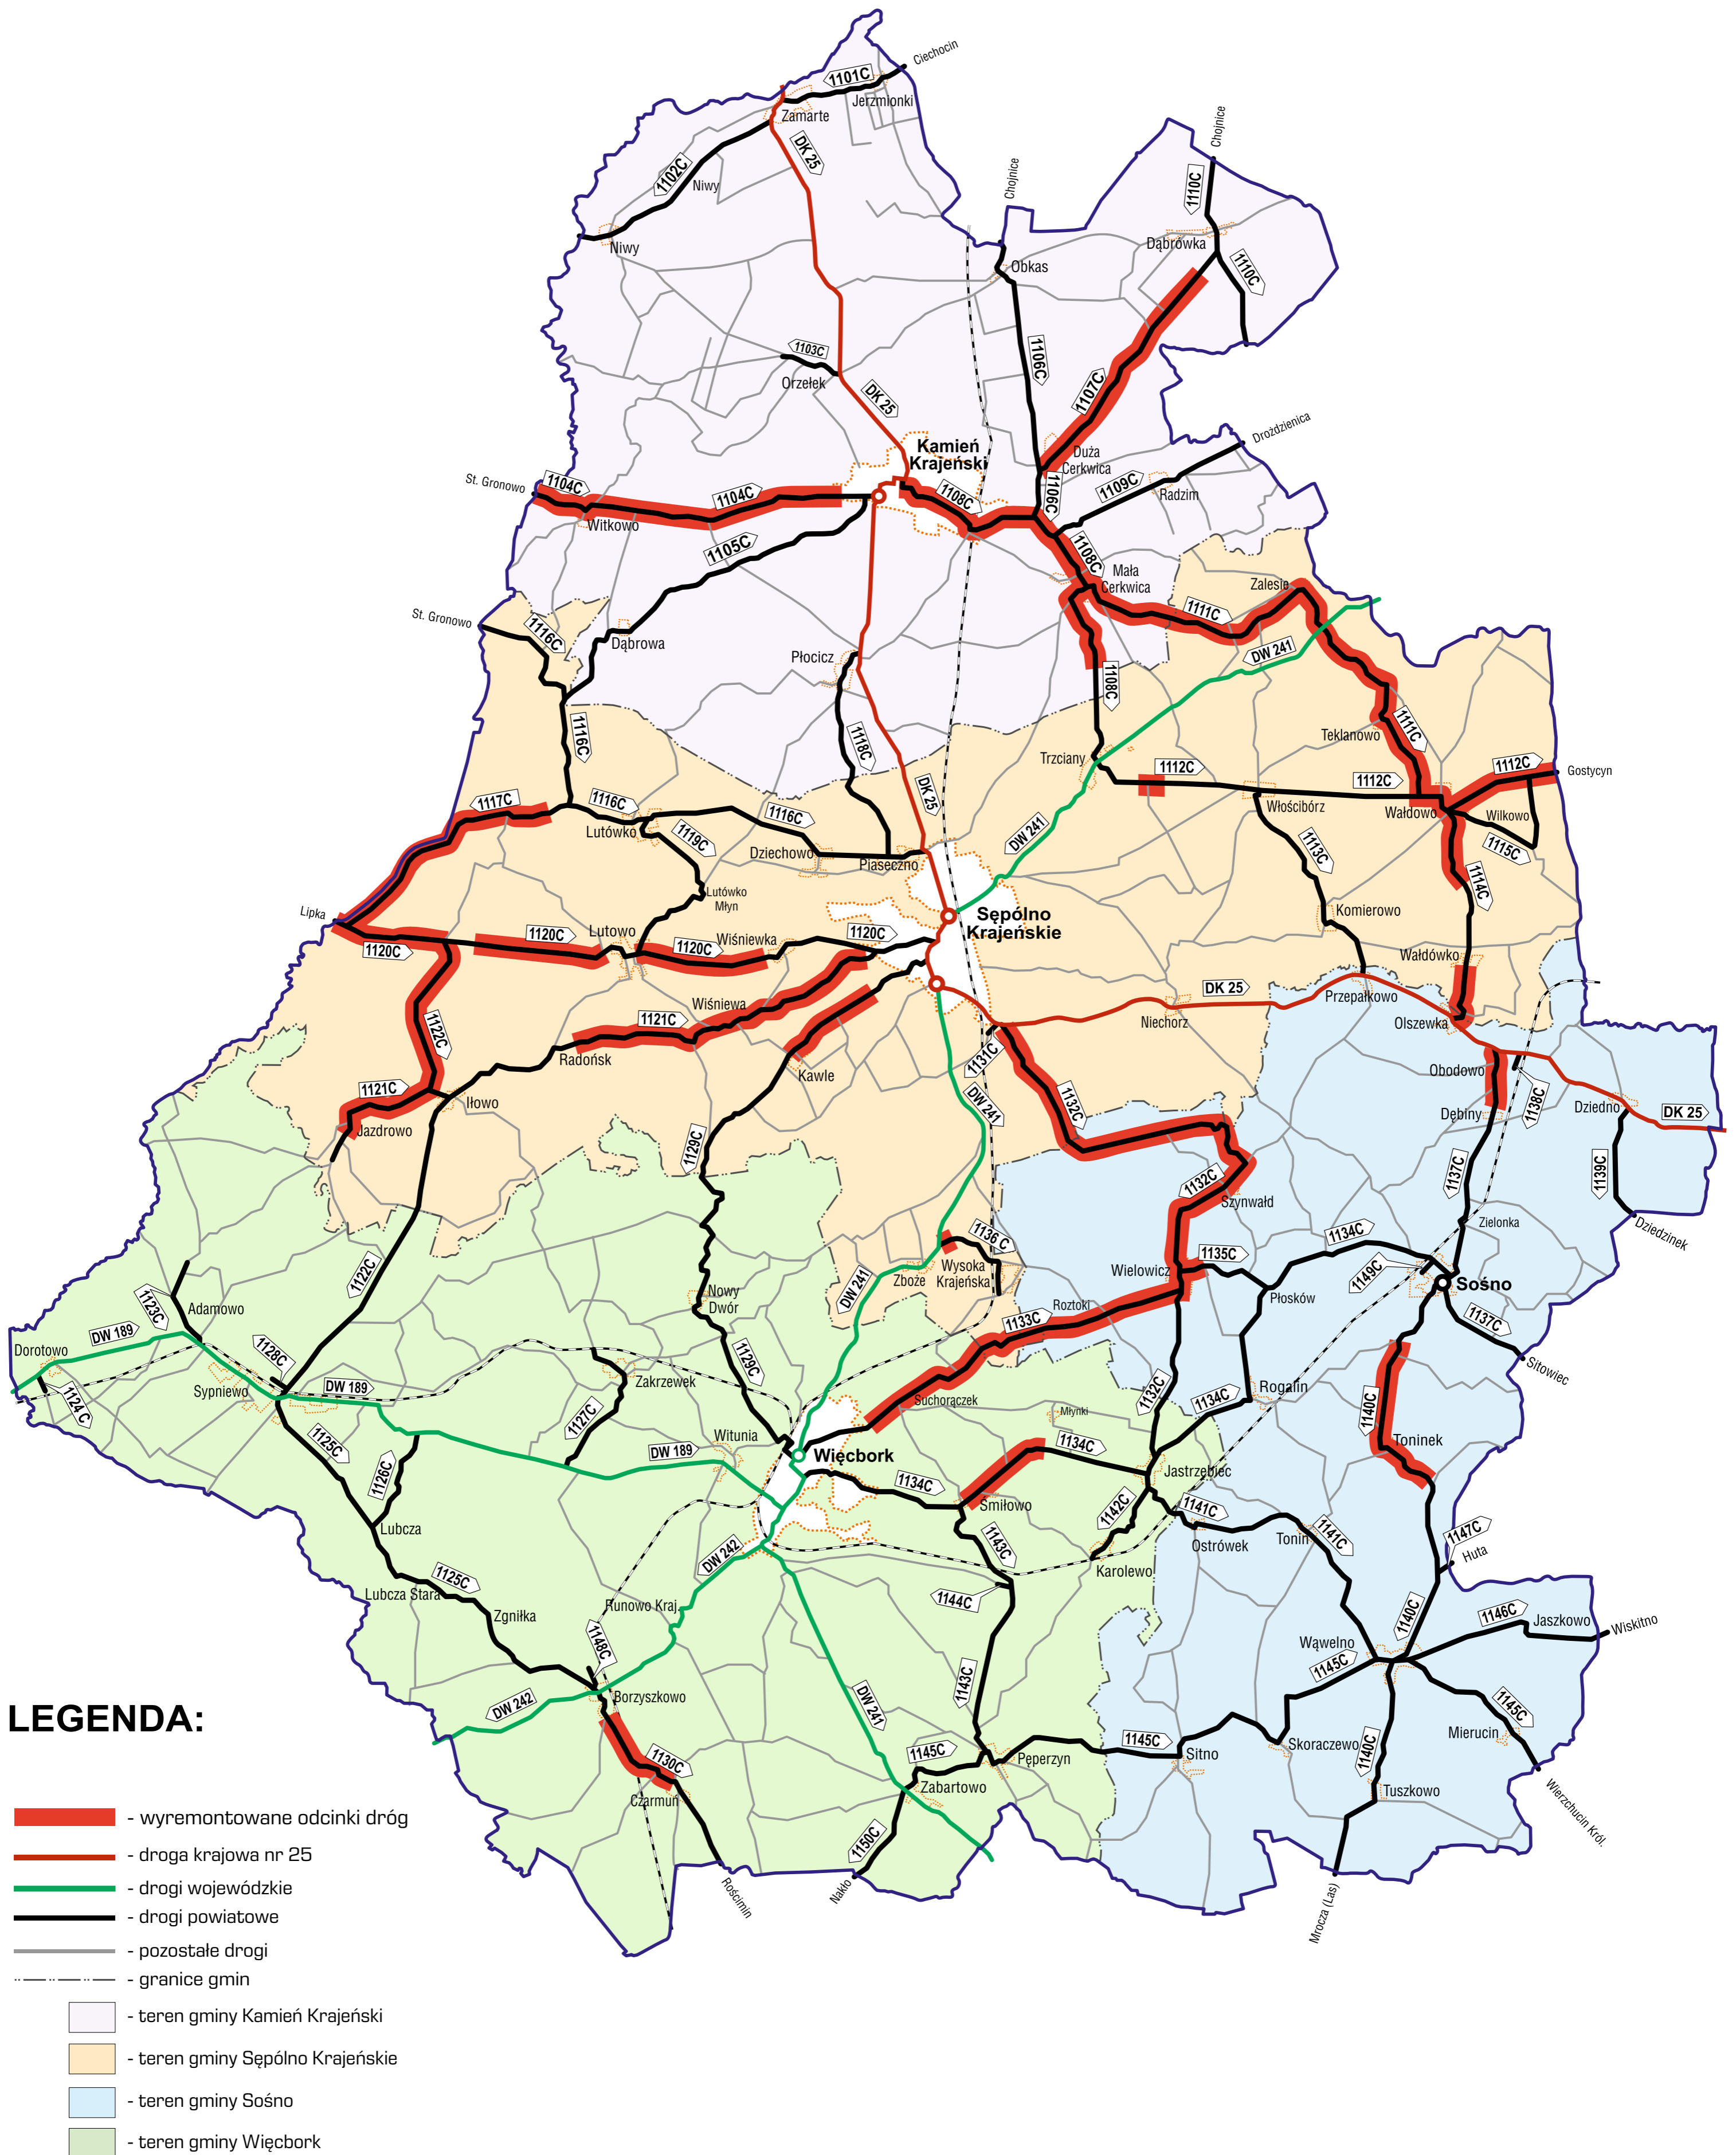 Ciechocin
1101C
Jerzmionki
Zamarte
DK 25
Chojnice
1102C
Niwy
Chojnice
1110C
Niwy
Dąbrówka
Obkas
1110C
1103C
1106C
Orzełek
DK 25
1107C
Kamień
Krajeński
Duża
Cerkwica
Drożdzienica
St. Gronowo
1104C
1104C
1108C
1106C
1109C
Radzim
Witkowo
1105C
1108C
Mała
Cerkwica
Zalesie
St. Gronowo
1116C
Dąbrowa
1111C
Płocicz
DW 241
1108C
1116C
1118C
Teklanowo
1111C
Trzciany
1112C
1112C
1112C
Gostycyn
DK 25
1117C
1116C
1116C
Włościbórz
Wałdowo
Wilkowo
Lutówko
1119C
DW 241
Dziechowo
Piaseczno
1113C
1115C
Lutówko
Młyn
1114C
Lipka
Sępólno
Krajeńskie
Komierowo
1120C
1120C
Lutowo
1120C
Wiśniewka
1120C
Wałdówko
DK 25
Przepałkowo
Wiśniewa
1121C
Niechorz
Olszewka
1122C
Radońsk
1131C
Kawle
Obodowo
1121C
Iłowo
DW 241
1132C
Dębiny
1138C
Dziedno
DK 25
Jazdrowo
1129C
1137C
1139C
1132C
Szynwałd
Zielonka
Dziedzinek
1136 C
1134C
1122C
Wysoka
Krajeńska
Zboże
1135C
Wielowicz
1149C
Sośno
1123C
Adamowo
Nowy
Dwór
DW 241
Roztoki
Płosków
1133C
1137C
DW 189
Dorotowo
1128C
1129C
Sitowiec
Zakrzewek
Sypniewo
DW 189
1124 C
Suchorączek
1132C
Rogalin
1134C
Młynki
1127C
1140C
1125C
Witunia
DW 189
Więcbork
1134C
Toninek
1126C
1134C
Jastrzębiec
Śmiłowo
1142C
1141C
Lubcza
1143C
Ostrówek
Tonin
1141C
1147C
Huta
DW 242
Karolewo
1125C
Lubcza Stara
1144C
Runowo Kraj.
Zgniłka
1140C
1146C
Jaszkowo
Wiskitno
1148C
Wąwelno
1145C
1143C
Borzyszkowo
DW 242
DW 241
1145C
Mierucin
1130C
1145C
Pęperzyn
1145C
Sitno
Skoraczewo
1140C
Czarmuń
Zabartowo
Tuszkowo
Wierzchucin Król.
1150C
Nakło
Rościmin
Mrocza (Las)
LEGENDA:
- wyremontowane odcinki dróg
- droga krajowa nr 25
- drogi wojewódzkie
- drogi powiatowe
- pozostałe drogi
- granice gmin
- teren gminy Kamień Krajeński
- teren gminy Sępólno Krajeńskie
- teren gminy Sośno
- teren gminy Więcbork